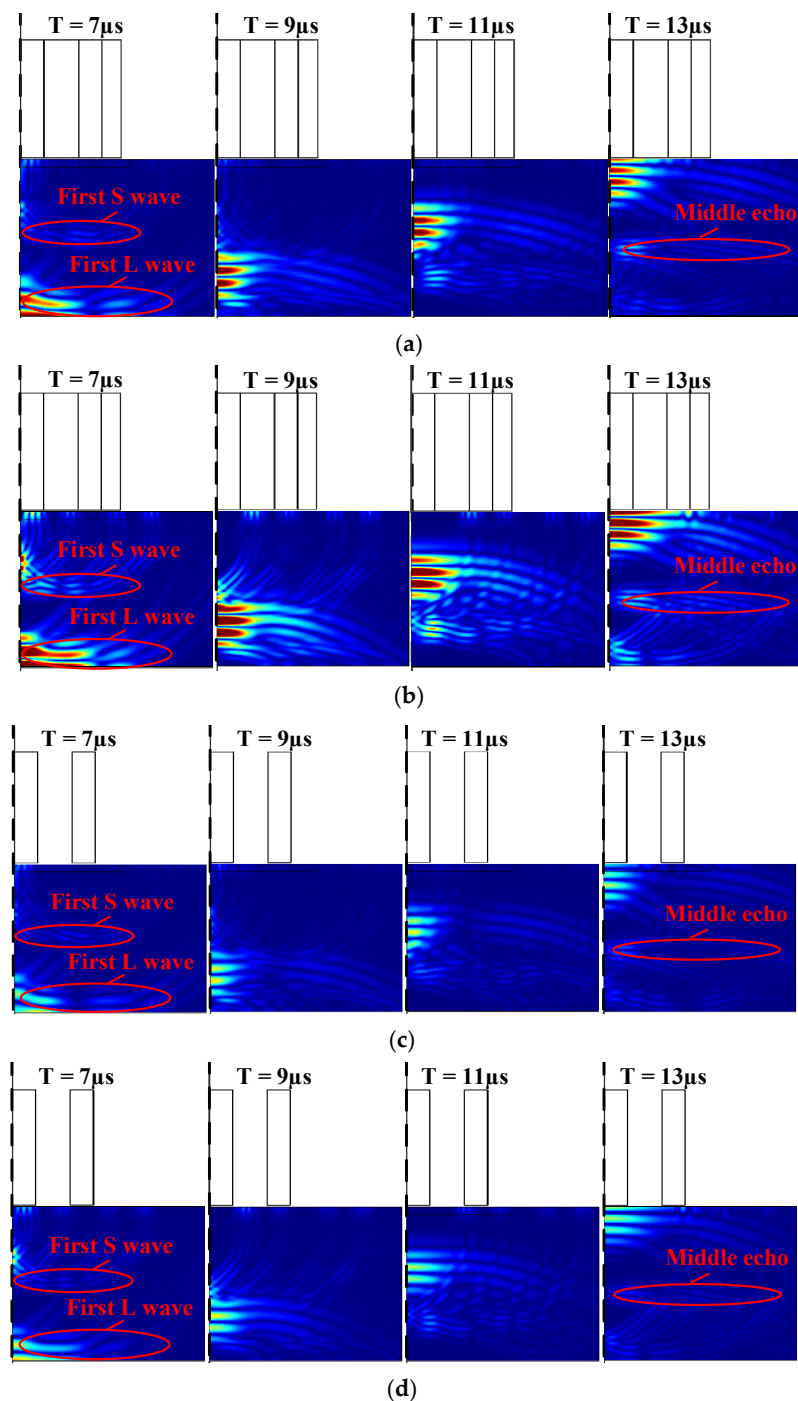 T = 7μs T = 9μs T = 11μs T = 13μs
First S wave
Middle echo
First L wave
(a)
T = 7μs T = 9μs T = 11μs T = 13μs
First S wave
Middle echo
First L wave
(b)
T = 7μs T = 9μs T = 11μs T = 13μs
First S wave
Middle echo
First L wave
(c)
T = 7μs T = 9μs T = 11μs T = 13μs
First S wave
Middle echo
First L wave
(d)